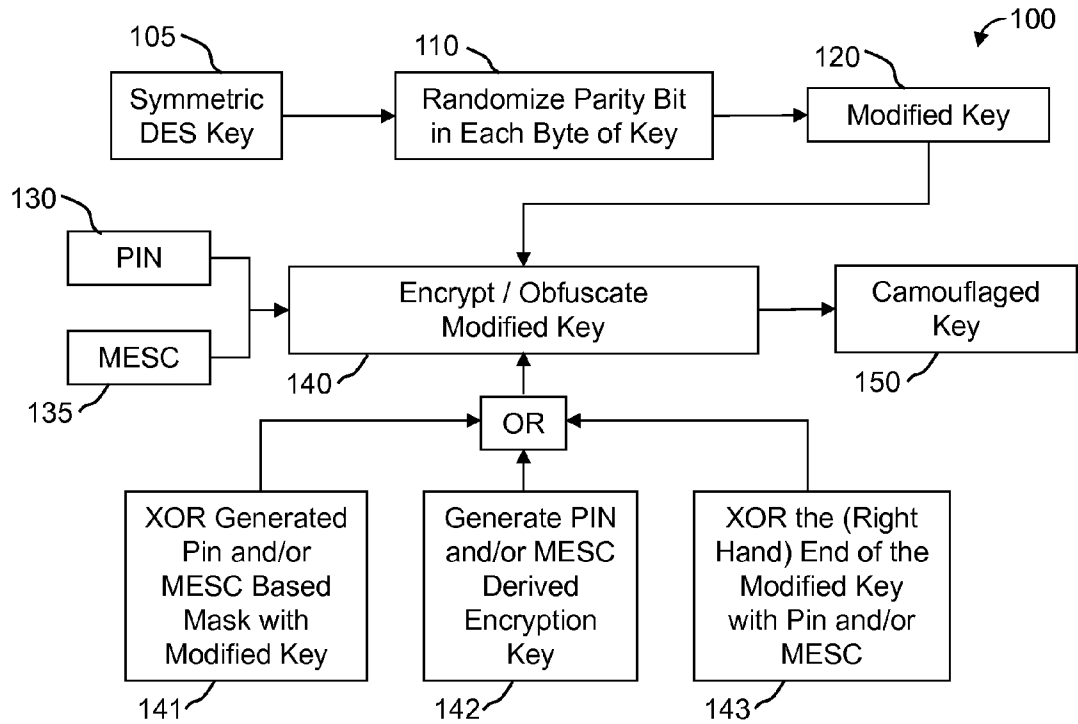 100
105
110
120
Symmetric
DES Key
Randomize Parity Bit
in Each Byte of Key
Modified Key
130
PIN
MESC
135
Encrypt / Obfuscate
Modified Key
140
Camouflaged
Key
150
OR
XOR Generated
Pin and/or
MESC Based
Mask with
Modified Key
141
Generate PIN
and/or MESC
Derived
Encryption
Key
142
XOR the (Right
Hand) End of the
Modified Key
with Pin and/or
MESC
143